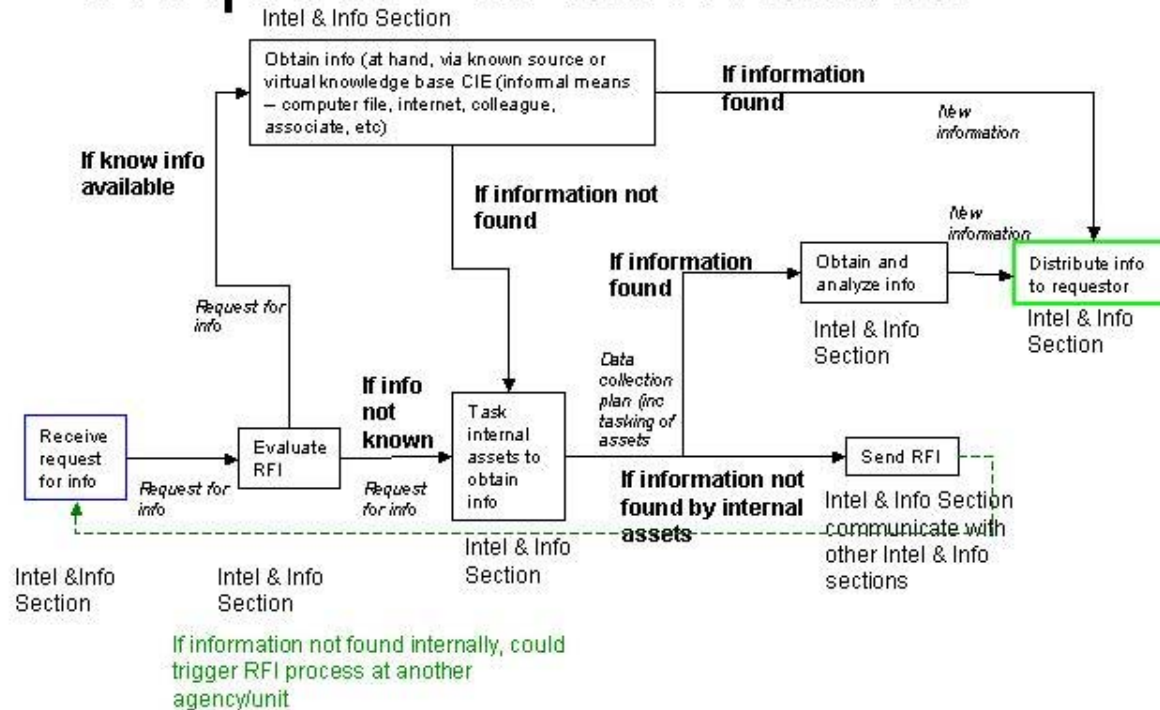 Intel & Info Section
Obtain info (at hand, via known source or
virtual knowledge base CIE (informal means
– computer file, internet, colleague,
associate, etc)
If information
found
New
information
If know info
available
If information not
found
New
information
If information
found
Obtain and
analyze info
Distribute info
to requestor
Intel & Info
Section
Intel & Info
Section
Request for
info
Data
collection
plan (inc
tasking of
assets
If info
not
known
Task
internal
assets to
obtain
info
Receive
request
for info
Evaluate
RFI
Send RFI
Request for
info
Request
for info
If information not
found by internal
assets
Intel & Info Section
communicate with
other Intel & Info
sections
Intel & Info
Section
Intel &Info
Section
Intel & Info
Section
If information not found internally, could
trigger RFI process at another
agency/unit